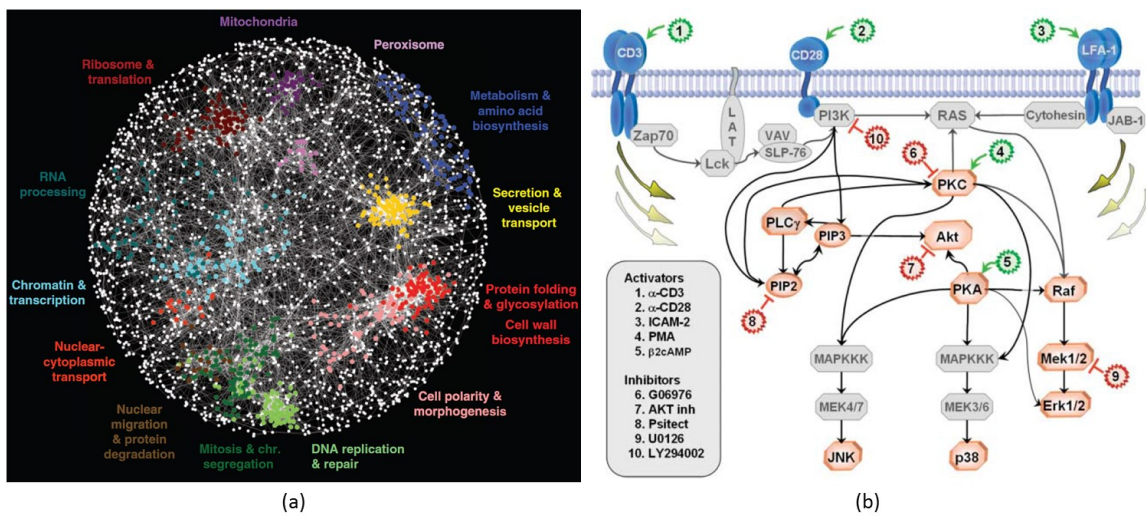 Mitochondria
Peroxisome
Ribosome &
translation
Metabolism &
amino acid
biosynthesis
RNA
processing
Secretion &
vesicle
transport
Chromatin &
transcription
Protein folding
& glycosylation
Cell wall
biosynthesis
Nuclear-
cytoplasmic
transport
Cell polarity &
morphogenesis
Nuclear
migration
& protein
degradation
Mitosis & chr.
segregation
DNA replication
& repair
(a)
CD3
1
CD28
2
3
LFA-1
Zap70
Lck
LAT
VAV
SLP-76
PI3K
10
RAS
Cytohesin
JAB-1
6
4
PKC
PLCγ
PIP3
Akt
7
5
PIP2
8
PKA
Raf
MAPKKK
MAPKKK
Mek1/2
9
MEK4/7
MEK3/6
Erk1/2
JNK
p38
Activators
1. α-CD3
2. α-CD28
3. ICAM-2
4. PMA
5. β2cAMP
Inhibitors
6. G06976
7. AKT inh
8. Psitect
9. U0126
10. LY294002
(b)